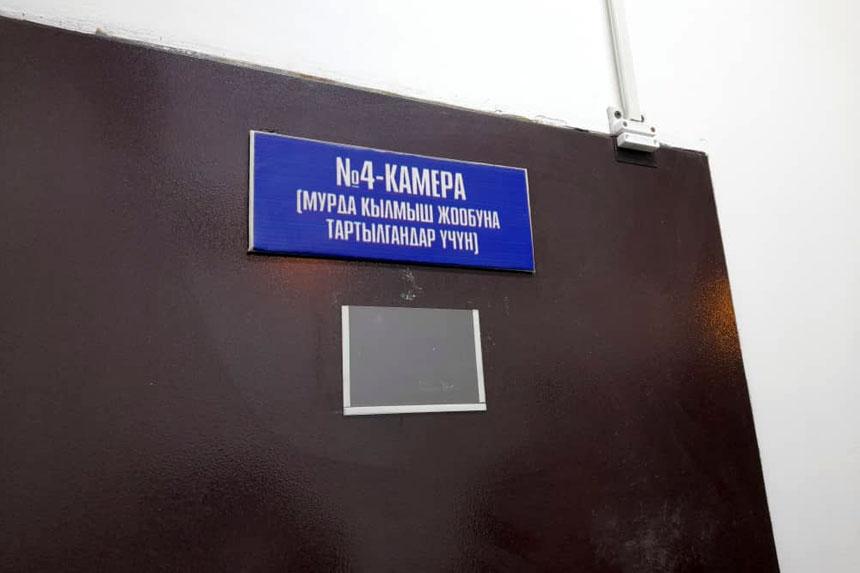 №4-КАМЕРА
(МУРДА КЫЛМЫШ ЖООБУНА
ТАРТЫЛГАНДАР ҮЧҮН)